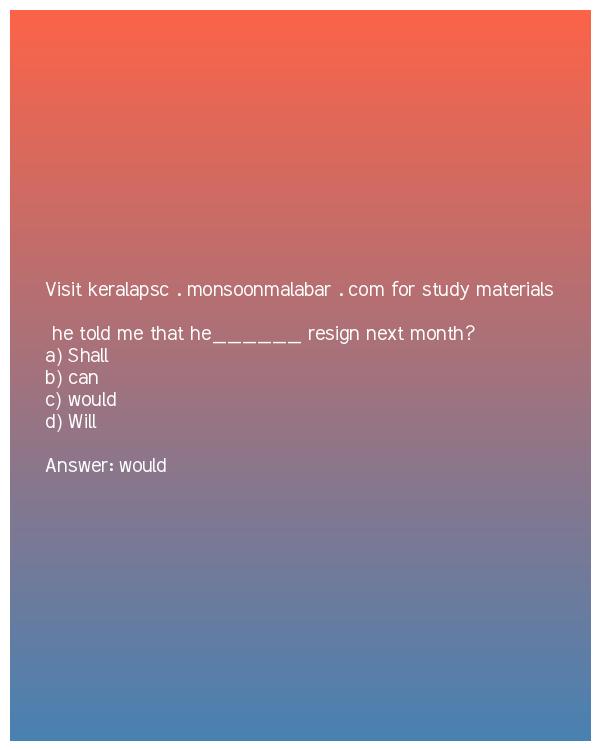 Visit keralapsc . monsoonmalabar . com for study materials
he told me that he______ resign next month?
a) Shall
b) can
c) would
d) Will
Answer: would